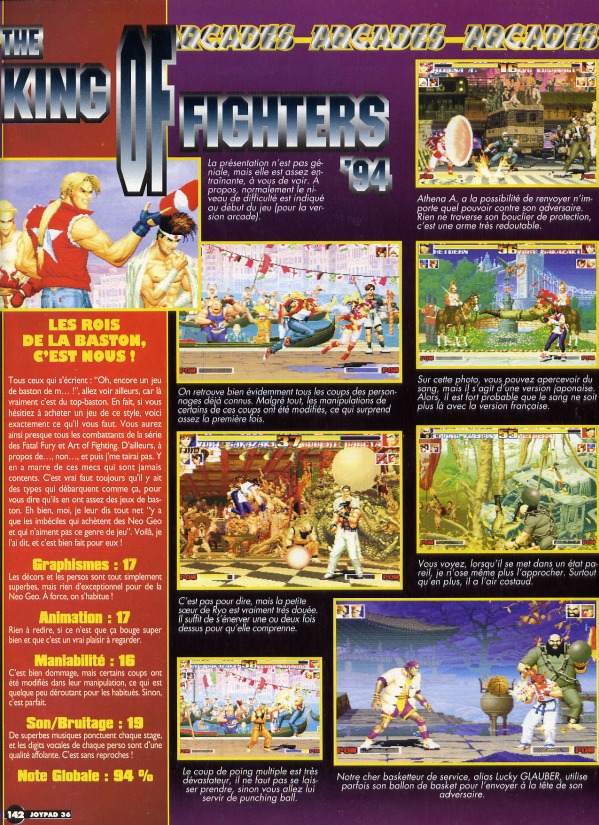 ARCADES ARCADES ARCADES
THE
KING OF FIGHTERS
'94
La présentation n'est pas gé-
niale, mais elle est assez en-
traînante, à vous de voir. A
propos, normalement le ni-
veau de difficulté est indiqué
au début du jeu (pour la ver-
sion arcade).
Athena A. a la possibilité de renvoyer n'im-
porte quel pouvoir contre son adversaire.
Rien ne traverse son bouclier de protection,
c'est une arme très redoutable.
LES ROIS
DE LA BASTON,
C'EST NOUS !
Tous ceux qui s'écrient : "Oh, encore un jeu
de baston de m... !", allez voir ailleurs, car là
vraiment c'est du top-baston. En fait, si vous
hésitiez à acheter un jeu de ce style, voici
exactement ce qu'il vous faut. Vous aurez
ainsi presque tous les combattants de la série
des Fatal Fury et Art of Fighting. D'ailleurs, à
propos de..., non..., et puis j'me tairai pas. Y
en a marre de ces mecs qui sont jamais
contents. C'est vrai faut toujours qu'il y ait
des types qui débarquent comme ça, pour
vous dire qu'ils en ont assez des jeux de bas-
ton. Eh bien, moi, je leur dis tout net "y a
que les imbéciles qui achètent des Neo Geo
et qui n'aiment pas ce genre de jeu". Voilà, je
l'ai dit, et c'est bien fait pour eux !
Graphismes : 17
Les décors et les persos sont tout simplement
superbes, mais rien d'exceptionnel pour de la
Neo Geo. À force, on s'habitue !
Animation : 17
Rien à redire, si ce n'est que ça bouge super
bien et que c'est un vrai plaisir à regarder.
Maniabilité : 16
C'est bien dommage, mais certains coups ont
été modifiés dans leur manipulation, ce qui est
quelque peu déroutant pour les habitués. Sinon,
c'est parfait.
Son/Bruitage : 19
De superbes musiques ponctuent chaque stage,
et les digits vocales de chaque perso sont d'une
qualité affolante. C'est sans reproches !
Note Globale : 94 %
On retrouve bien évidemment tous les coups des person-
nages déjà connus. Malgré tout, les manipulations de
certains de ces coups ont été modifiés, ce qui surprend
assez la première fois.
Sur cette photo, vous pouvez apercevoir du
sang, mais il s'agit d'une version japonaise.
Alors, il est fort probable que le sang ne soit
plus là avec la version française.
C'est pas pour dire, mais la petite
sœur de Ryo est vraiment très douée.
Il suffit de s'énerver une ou deux fois
dessus pour qu'elle comprenne.
Vous voyez, lorsqu'il se met dans un état pa-
reil, je n'ose même plus l'approcher. Surtout
qu'en plus, il a l'air costaud.
Le coup de poing multiple est très
dévastateur, il ne faut pas se lais-
ser prendre, sinon vous allez lui
servir de punching ball.
Notre cher basketteur de service, alias Lucky GLAUBER, utilise
parfois son ballon de basket pour l'envoyer à la tête de son
adversaire.
142 JOYPAD 36